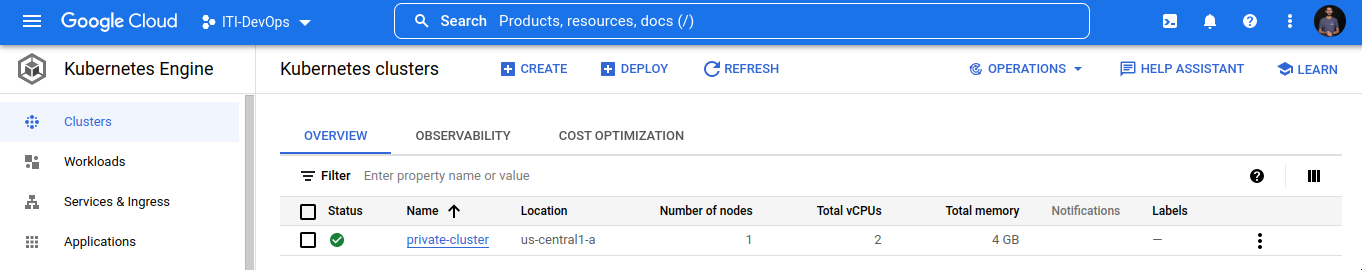 Google Cloud ITI-DevOps Search Products, resources, docs (/)
Kubernetes Engine
Kubernetes clusters CREATE DEPLOY REFRESH OPERATIONS HELP ASSISTANT LEARN
Clusters
Workloads
Services & Ingress
Applications
OVERVIEW OBSERVABILITY COST OPTIMIZATION
Filter Enter property name or value
Status Name Location Number of nodes Total vCPUs Total memory Notifications Labels
private-cluster us-central1-a 1 2 4 GB —